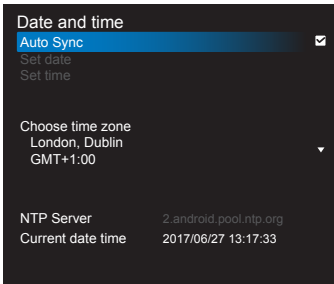 Date and time
Auto Sync
Set date
Set time
Choose time zone
London, Dublin
GMT+1:00
NTP Server 2.android.pool.ntp.org
Current date time 2017/06/27 13:17:33